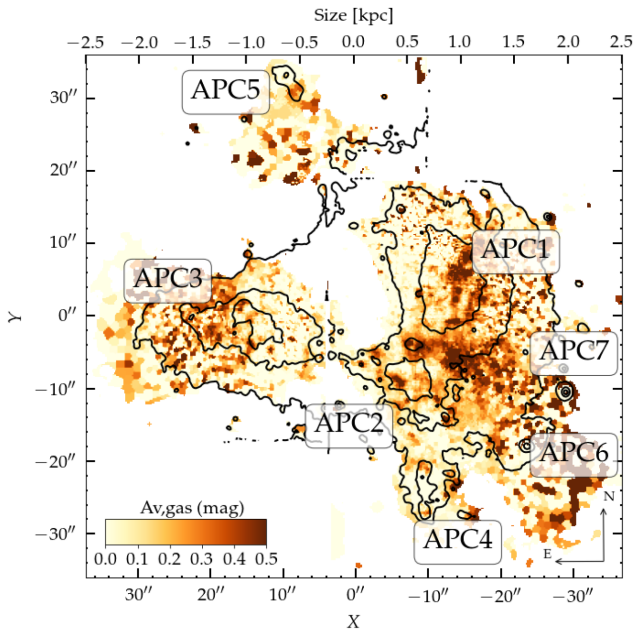 Size [kpc]
−2.5 −2.0 −1.5 −1.0 −0.5 0.0 0.5 1.0 1.5 2.0 2.5
30″
APC5
20″
10″
APC1
APC3
0″
Y
APC7
−10″
APC2
APC6
−20″
Av,gas (mag)
N
−30″
APC4
0.0 0.2 0.3 0.4 0.5
E
20″ 10″ 0″ −10″ −20″ −30″
X